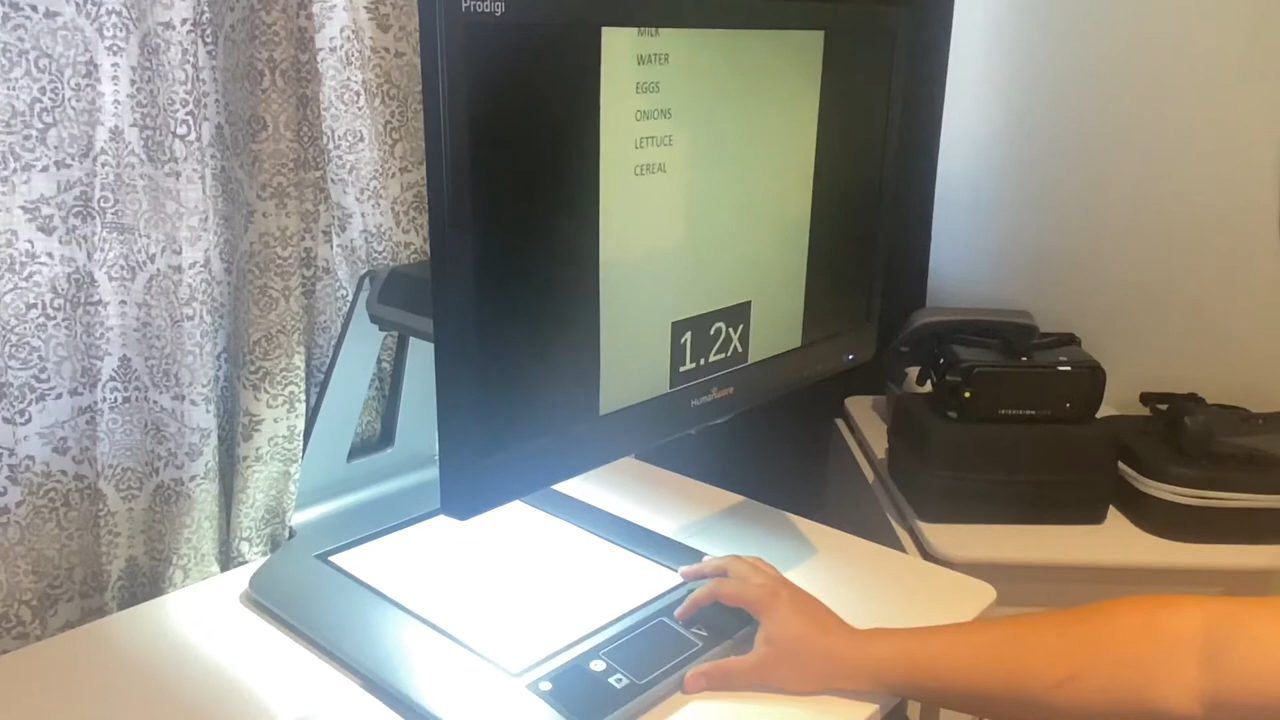 Prodigi
MILK
WATER
EGGS
ONIONS
LETTUCE
CEREAL
1.2x
Humanware